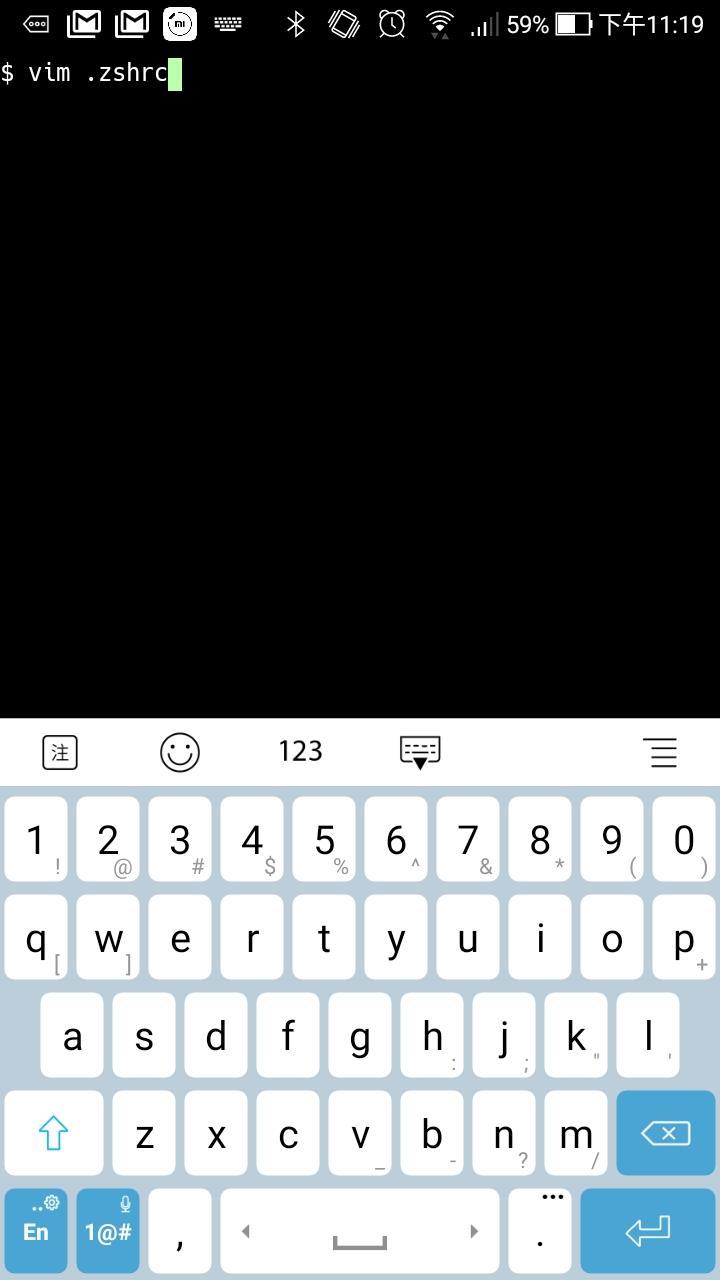 59% 下午11:19
$ vim .zshrc
注 123
1 ! 2 @ 3 # 4 $ 5 % 6 ^ 7 & 8 * 9 ( 0 )
q [ w ] e r t y u i o p +
a s d f g h : j ; k " l '
z x c v _ b - n ? m /
En 1@# , .